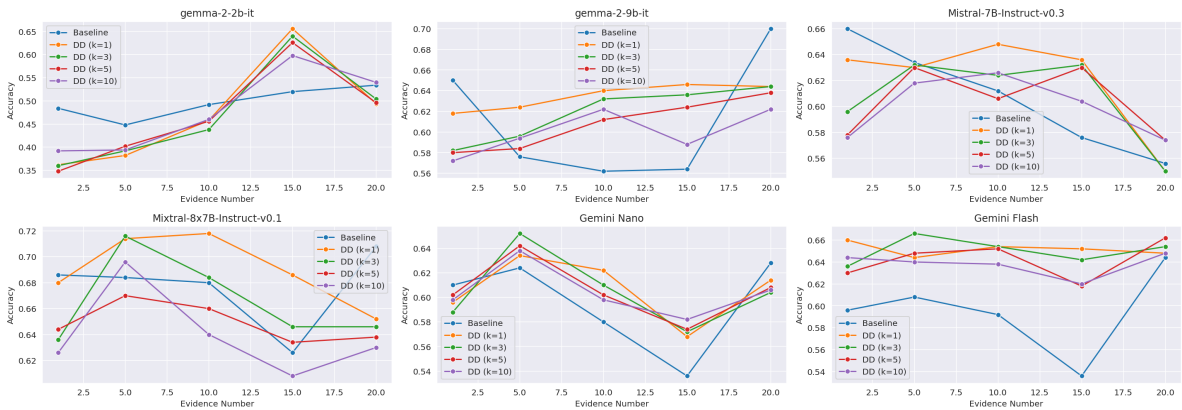 gemma-2-2b-it
Accuracy
0.65
0.60
0.55
0.50
0.45
0.40
0.35
Baseline
DD (k=1)
DD (k=3)
DD (k=5)
DD (k=10)
2.5 5.0 7.5 10.0 12.5 15.0 17.5 20.0
Evidence Number
gemma-2-9b-it
Accuracy
0.70
0.68
0.66
0.64
0.62
0.60
0.58
0.56
Baseline
DD (k=1)
DD (k=3)
DD (k=5)
DD (k=10)
2.5 5.0 7.5 10.0 12.5 15.0 17.5 20.0
Evidence Number
Mistral-7B-Instruct-v0.3
Accuracy
0.66
0.64
0.62
0.60
0.58
0.56
Baseline
DD (k=1)
DD (k=3)
DD (k=5)
DD (k=10)
2.5 5.0 7.5 10.0 12.5 15.0 17.5 20.0
Evidence Number
Mixtral-8x7B-Instruct-v0.1
Accuracy
0.72
0.70
0.68
0.66
0.64
0.62
Baseline
DD (k=1)
DD (k=3)
DD (k=5)
DD (k=10)
2.5 5.0 7.5 10.0 12.5 15.0 17.5 20.0
Evidence Number
Gemini Nano
Accuracy
0.64
0.62
0.60
0.58
0.56
0.54
Baseline
DD (k=1)
DD (k=3)
DD (k=5)
DD (k=10)
2.5 5.0 7.5 10.0 12.5 15.0 17.5 20.0
Evidence Number
Gemini Flash
Accuracy
0.66
0.64
0.62
0.60
0.58
0.56
0.54
Baseline
DD (k=1)
DD (k=3)
DD (k=5)
DD (k=10)
2.5 5.0 7.5 10.0 12.5 15.0 17.5 20.0
Evidence Number